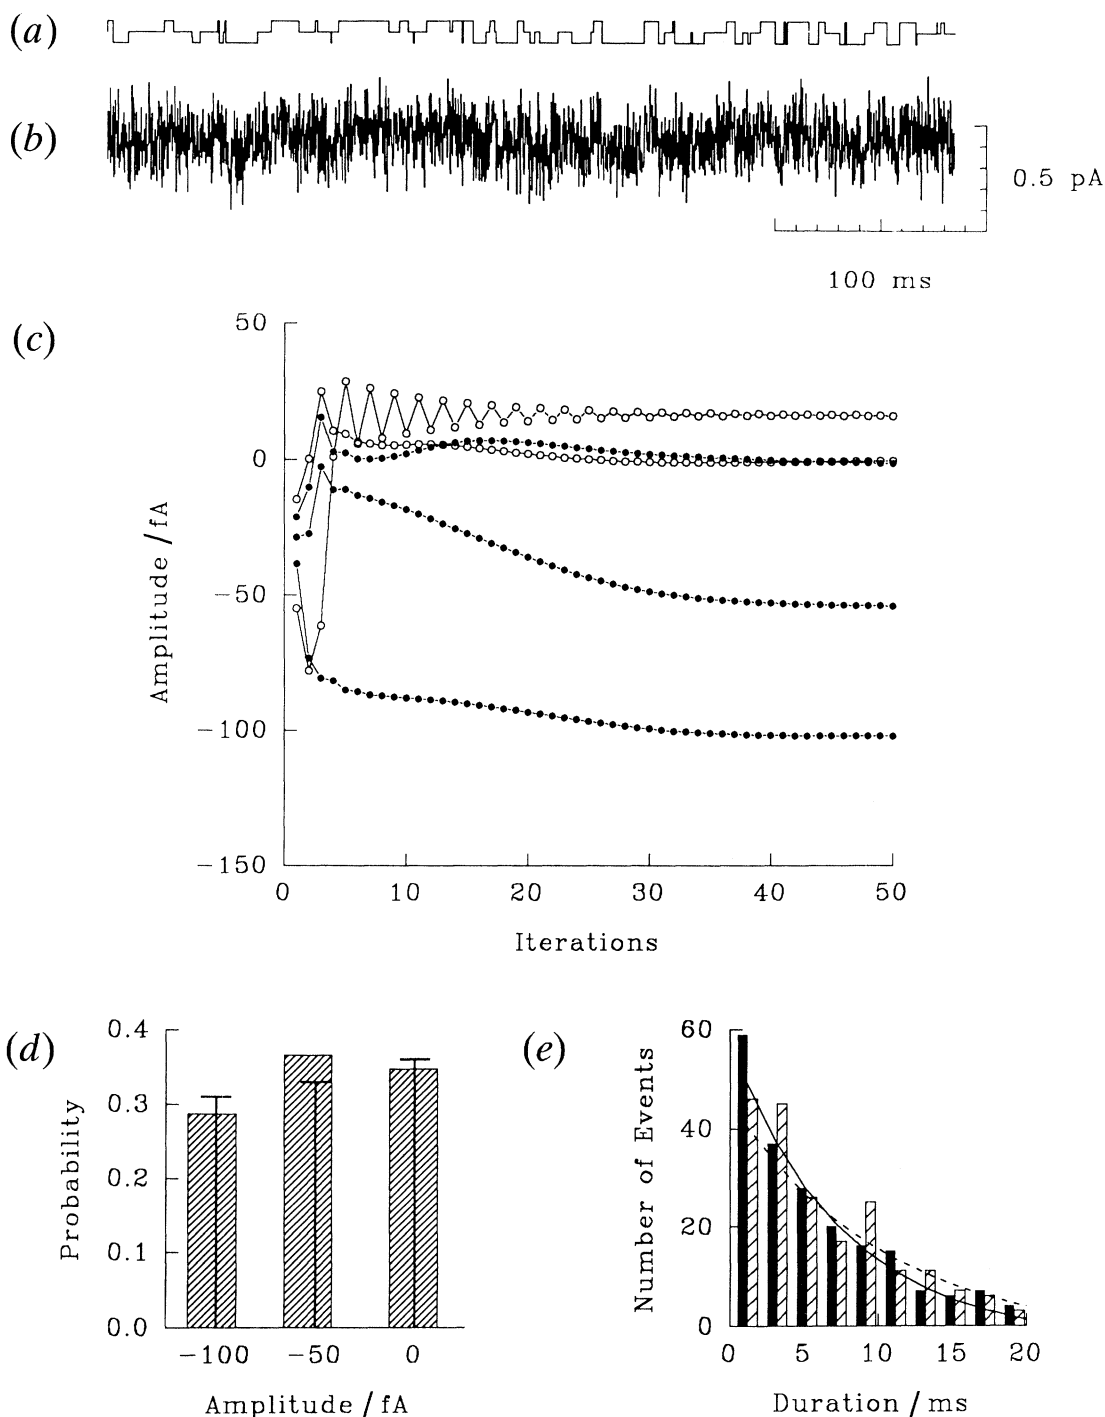 (a)
(b)
0.5 pA
100 ms
(c)
50
0
−50
−100
−150
Amplitude / fA
0 10 20 30 40 50
Iterations
(d)
0.4
0.3
0.2
0.1
0.0
Probability
−100 −50 0
Amplitude / fA
(e)
60
40
20
0
Number of Events
0 5 10 15 20
Duration / ms